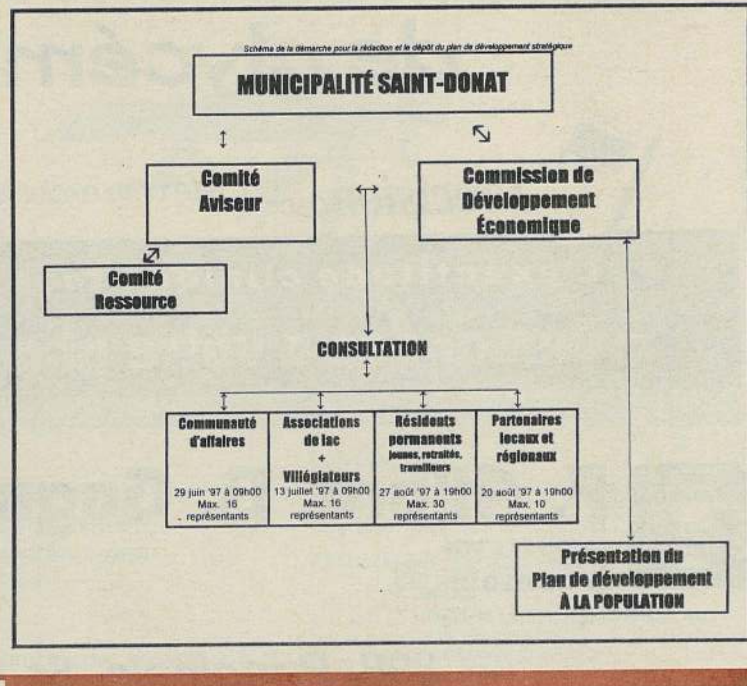 Schéma de la démarche pour la rédaction et le dépôt du plan de développement stratégique
MUNICIPALITÉ SAINT-DONAT
Comité
Aviseur
Commission de
Développement
Économique
Comité
Ressource
CONSULTATION
Communauté
d'affaires
29 juin '97 à 09h00
Max. 16
représentants
Associations
de lac
+
Villégiateurs
13 juillet '97 à 09h00
Max. 16
représentants
Résidents
permanents
jeunes, retraités,
travailleurs
27 août '97 à 19h00
Max. 30
représentants
Partenaires
locaux et
régionaux
20 août '97 à 19h00
Max. 10
représentants
Présentation du
Plan de développement
À LA POPULATION